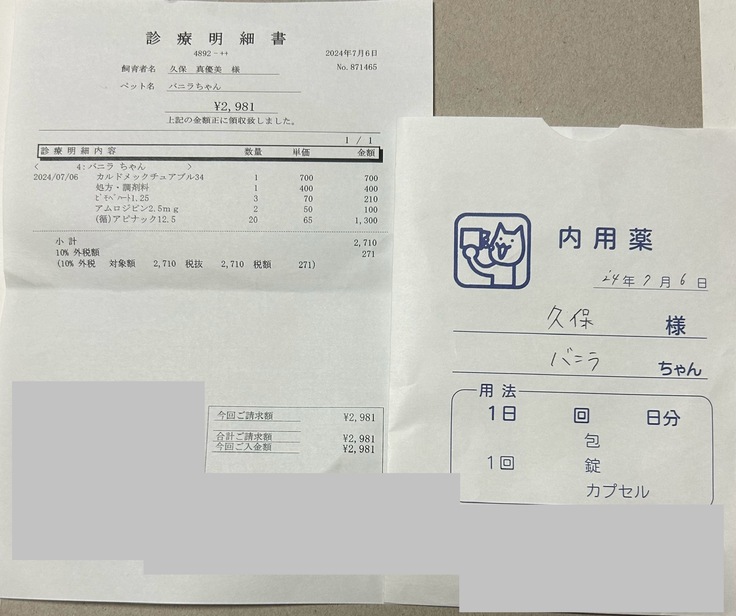 診療明細書
4892-++
2024年7月6日
飼育者名 久保 真優美 様
No. 871465
ペット名 バニラちゃん
¥2,981
上記の金額正に領収致しました。
1 / 1
診療明細内容 数量 単価 金額
< 4:バニラ ちゃん >
2024/07/06 カルドメックチュアブル34 1 700 700
処方・調剤料 1 400 400
ピモベハート1.25 3 70 210
アムロジピン2.5mg 2 50 100
(循)アピナック12.5 20 65 1,300
小 計 2,710
10% 外税額 271
(10% 外税 対象額 2,710 税抜 2,710 税額 271)
今回ご請求額 ¥2,981
合計ご請求額 ¥2,981
今回ご入金額 ¥2,981
内用薬
'24年 7月 6日
久保 様
バニラ ちゃん
用法
1日 回 日分
包
1回 錠
カプセル